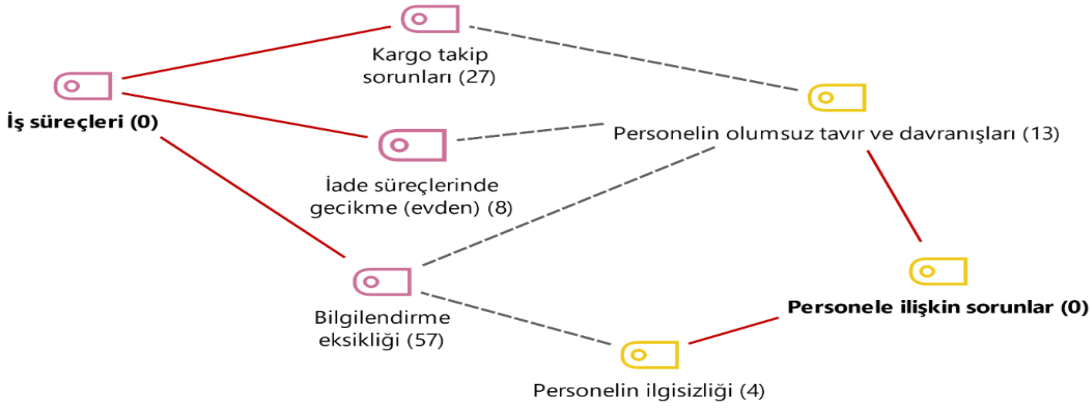 Kargo takip
sorunları (27)
İş süreçleri (0)
Personelin olumsuz tavır ve davranışları (13)
İade süreçlerinde
gecikme (evden) (8)
Personele ilişkin sorunlar (0)
Bilgilendirme
eksikliği (57)
Personelin ilgisizliği (4)